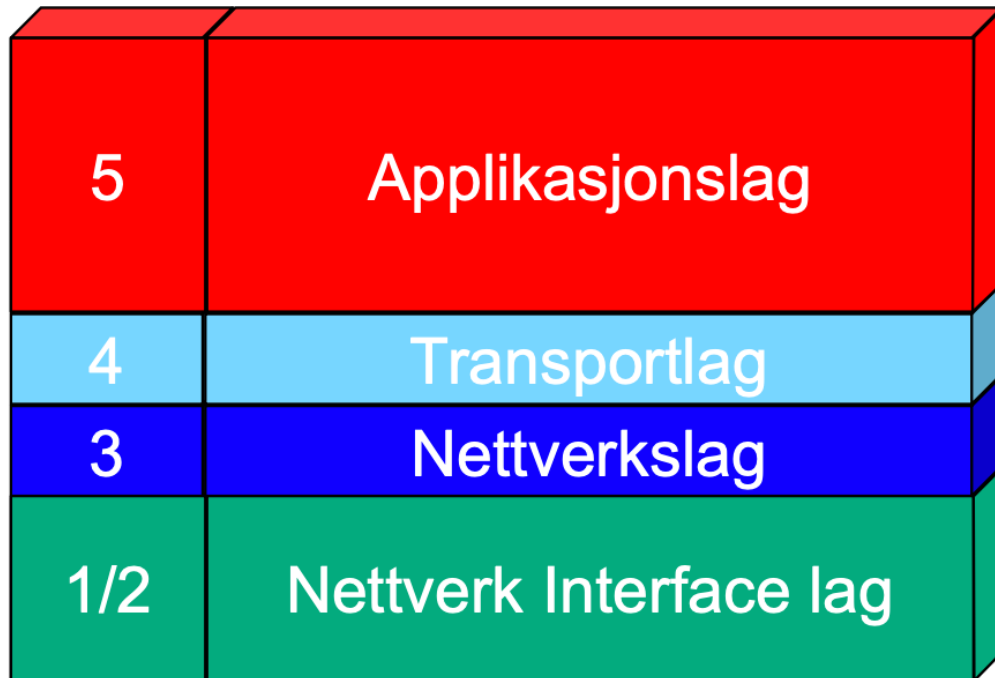 5 Applikasjonslag
4 Transportlag
3 Nettverkslag
1/2 Nettverk Interface lag